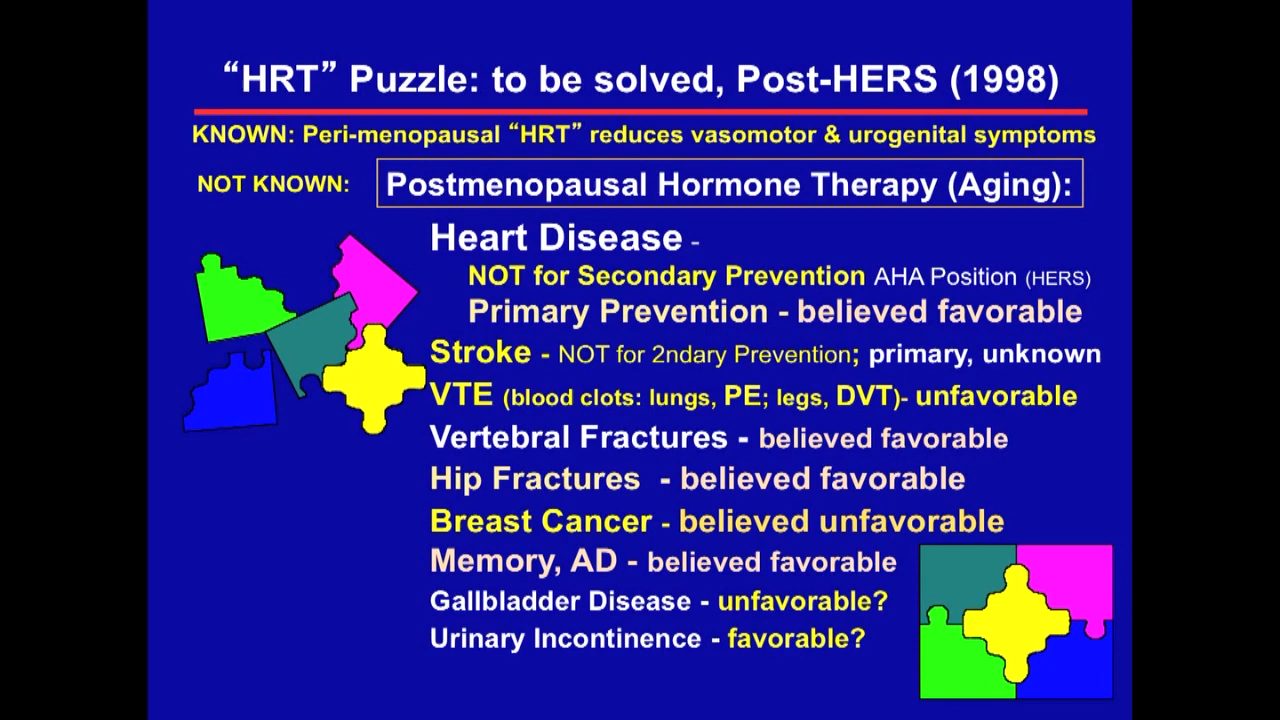 “HRT” Puzzle: to be solved, Post-HERS (1998)
KNOWN: Peri-menopausal “HRT” reduces vasomotor & urogenital symptoms
NOT KNOWN: Postmenopausal Hormone Therapy (Aging):
Heart Disease -
NOT for Secondary Prevention AHA Position (HERS)
Primary Prevention - believed favorable
Stroke - NOT for 2ndary Prevention; primary, unknown
VTE (blood clots: lungs, PE; legs, DVT)- unfavorable
Vertebral Fractures - believed favorable
Hip Fractures - believed favorable
Breast Cancer - believed unfavorable
Memory, AD - believed favorable
Gallbladder Disease - unfavorable?
Urinary Incontinence - favorable?